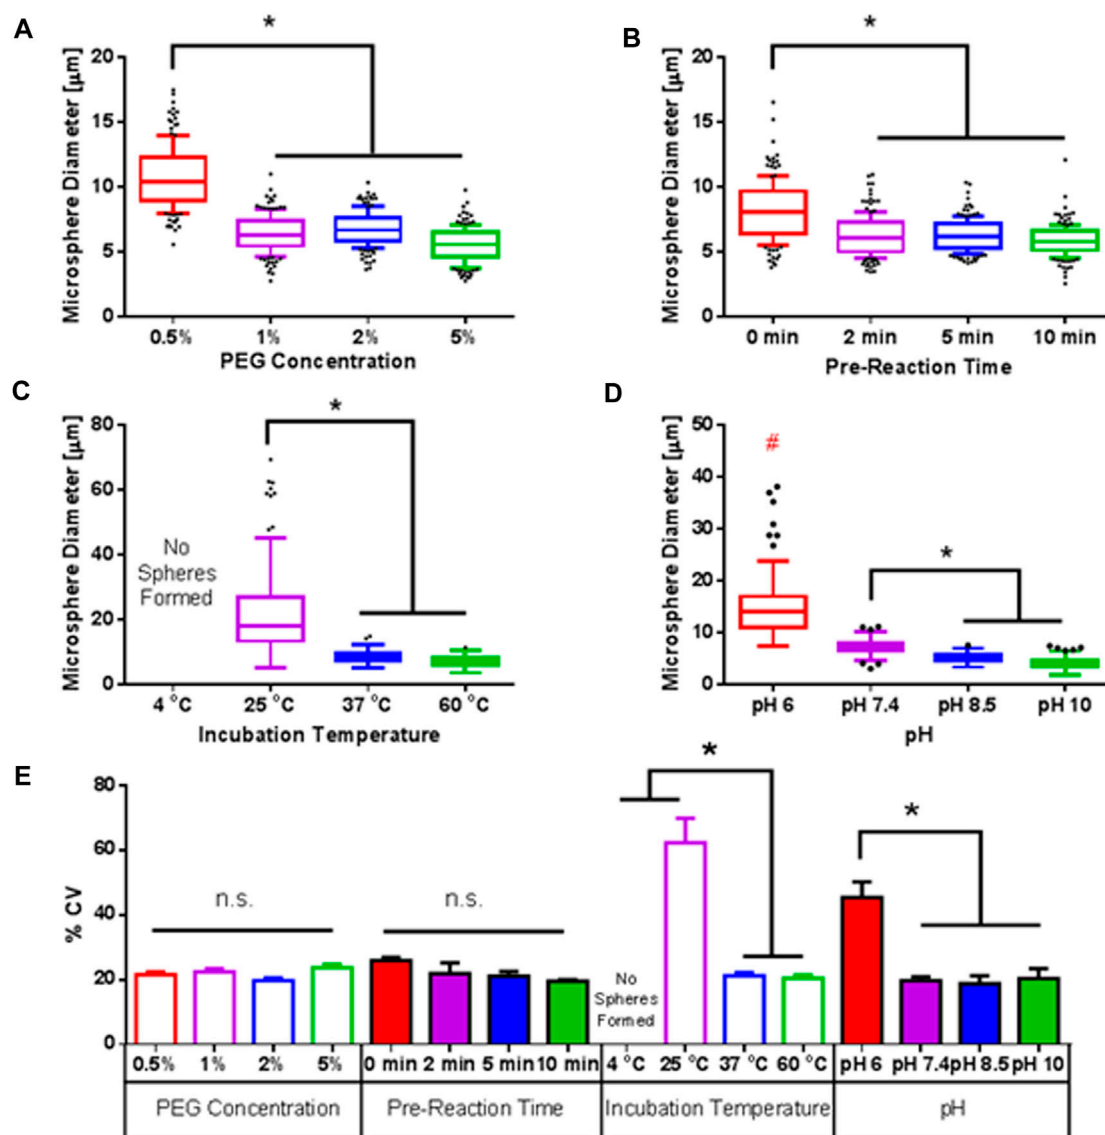 A
*
Microsphere Diameter [µm]
20
15
10
5
0
0.5% 1% 2% 5%
PEG Concentration
B
*
Microsphere Diameter [µm]
20
15
10
5
0
0 min 2 min 5 min 10 min
Pre-Reaction Time
C
*
Microsphere Diameter [µm]
80
60
40
20
0
No
Spheres
Formed
4 °C 25 °C 37 °C 60 °C
Incubation Temperature
D
#
*
Microsphere Diameter [µm]
50
40
30
20
10
0
pH 6 pH 7.4 pH 8.5 pH 10
pH
E
% CV
80
60
40
20
0
n.s.
n.s.
*
*
No
Spheres
Formed
0.5% 1% 2% 5% 0 min 2 min 5 min 10 min 4 °C 25 °C 37 °C 60 °C pH 6 pH 7.4 pH 8.5 pH 10
PEG Concentration Pre-Reaction Time Incubation Temperature pH